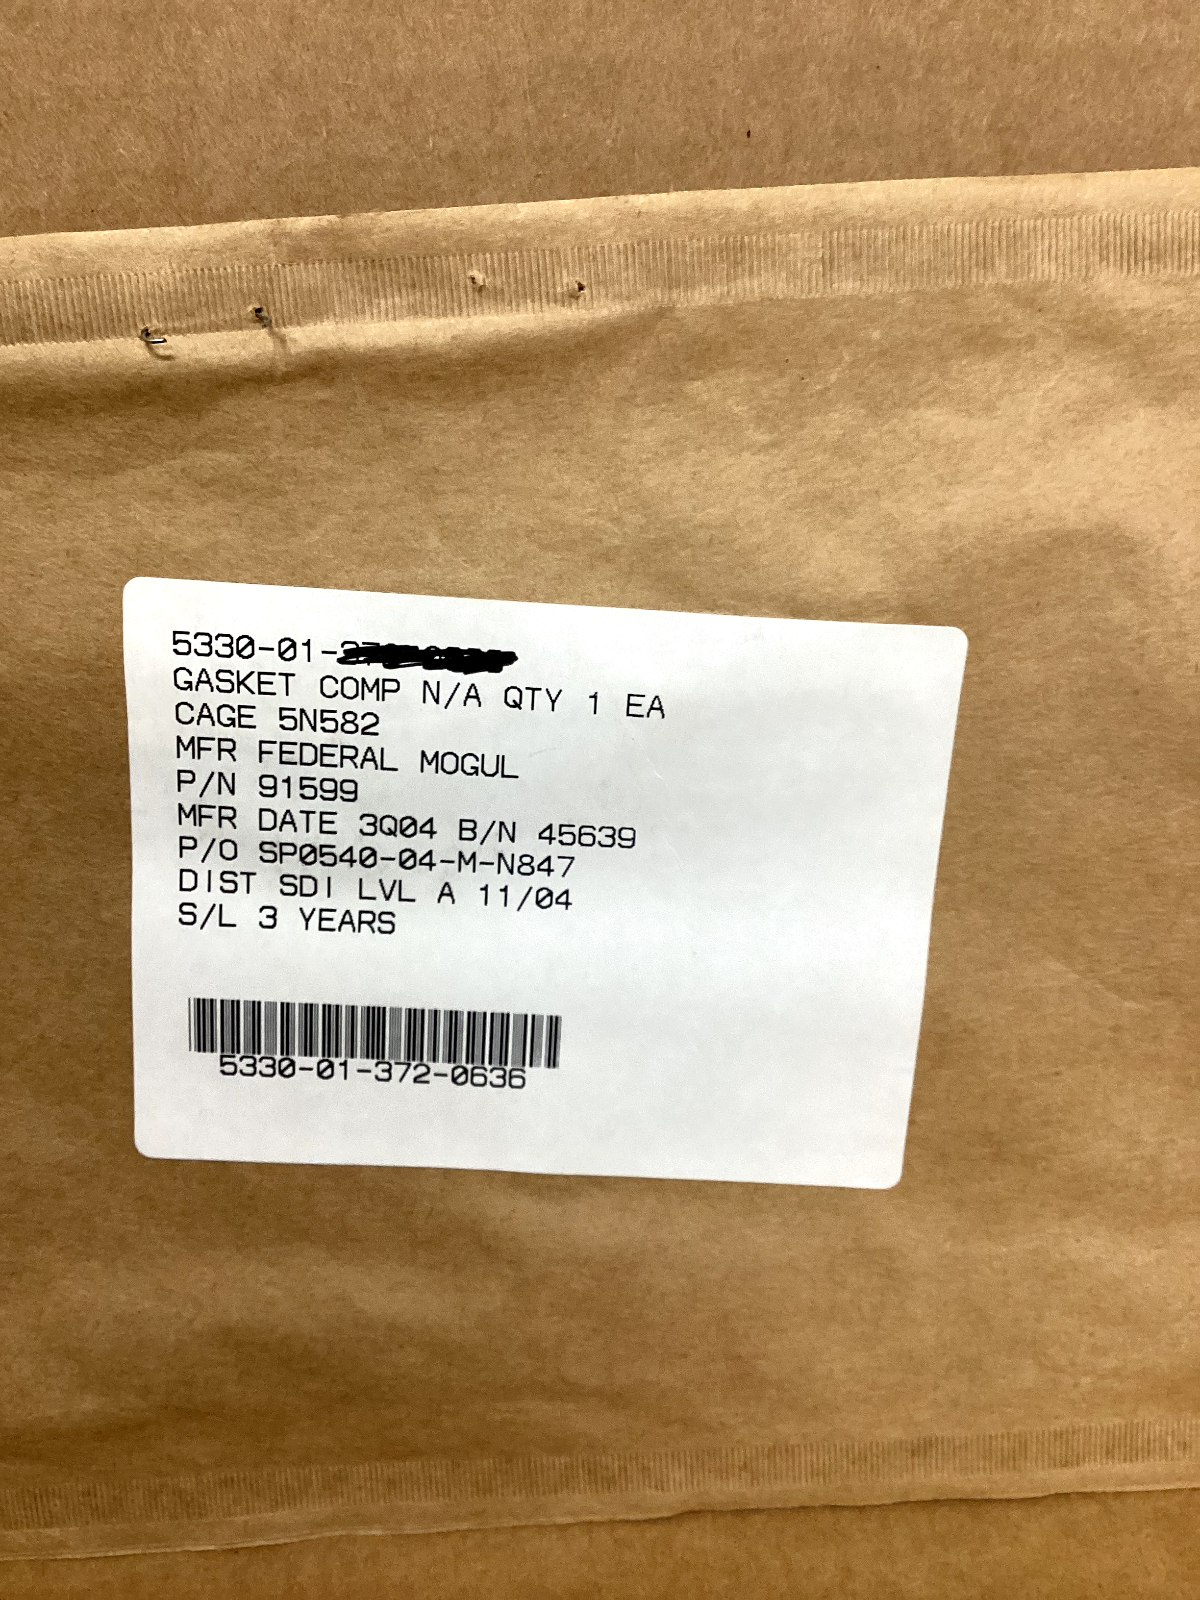 5330-01-
GASKET COMP N/A QTY 1 EA
CAGE 5N582
MFR FEDERAL MOGUL
P/N 91599
MFR DATE 3Q04 B/N 45639
P/O SP0540-04-M-N847
DIST SDI LVL A 11/04
S/L 3 YEARS
5330-01-372-0636